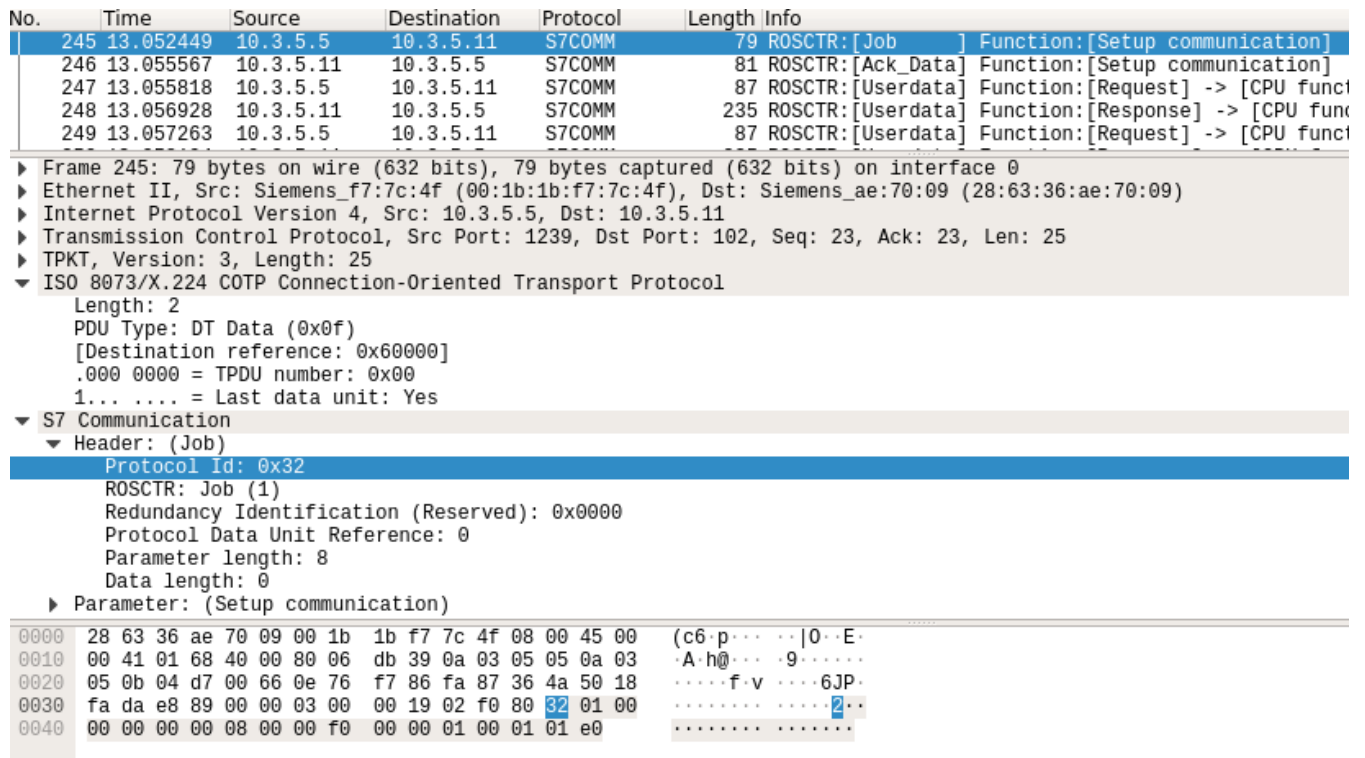 No. Time Source Destination Protocol Length Info
245 13.052449 10.3.5.5 10.3.5.11 S7COMM 79 ROSCTR:[Job ] Function:[Setup communication]
246 13.055567 10.3.5.11 10.3.5.5 S7COMM 81 ROSCTR:[Ack_Data] Function:[Setup communication]
247 13.055818 10.3.5.5 10.3.5.11 S7COMM 87 ROSCTR:[Userdata] Function:[Request] -> [CPU funct
248 13.056928 10.3.5.11 10.3.5.5 S7COMM 235 ROSCTR:[Userdata] Function:[Response] -> [CPU func
249 13.057263 10.3.5.5 10.3.5.11 S7COMM 87 ROSCTR:[Userdata] Function:[Request] -> [CPU funct
Frame 245: 79 bytes on wire (632 bits), 79 bytes captured (632 bits) on interface 0
Ethernet II, Src: Siemens_f7:7c:4f (00:1b:1b:f7:7c:4f), Dst: Siemens_ae:70:09 (28:63:36:ae:70:09)
Internet Protocol Version 4, Src: 10.3.5.5, Dst: 10.3.5.11
Transmission Control Protocol, Src Port: 1239, Dst Port: 102, Seq: 23, Ack: 23, Len: 25
TPKT, Version: 3, Length: 25
ISO 8073/X.224 COTP Connection-Oriented Transport Protocol
Length: 2
PDU Type: DT Data (0x0f)
[Destination reference: 0x60000]
.000 0000 = TPDU number: 0x00
1... .... = Last data unit: Yes
S7 Communication
Header: (Job)
Protocol Id: 0x32
ROSCTR: Job (1)
Redundancy Identification (Reserved): 0x0000
Protocol Data Unit Reference: 0
Parameter length: 8
Data length: 0
Parameter: (Setup communication)
0000 28 63 36 ae 70 09 00 1b 1b f7 7c 4f 08 00 45 00 (c6·p··· ··|O··E·
0010 00 41 01 68 40 00 80 06 db 39 0a 03 05 05 0a 03 ·A·h@··· ·9······
0020 05 0b 04 d7 00 66 0e 76 f7 86 fa 87 36 4a 50 18 ·····f·v ····6JP·
0030 fa da e8 89 00 00 03 00 00 19 02 f0 80 32 01 00 ········ ·····2··
0040 00 00 00 00 08 00 00 f0 00 00 01 00 01 01 e0 ········ ·······